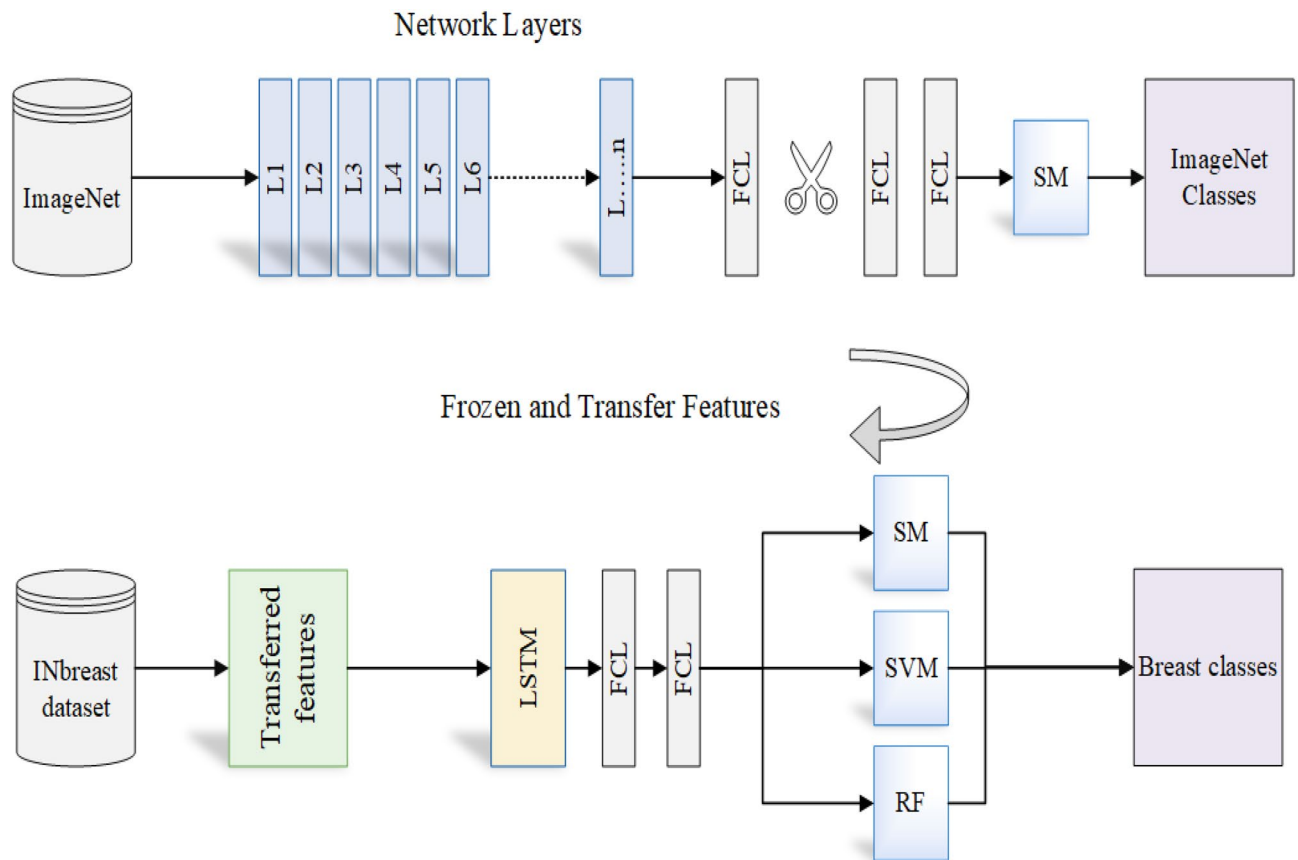 Network Layers
ImageNet
L1
L2
L3
L4
L5
L6
L.....n
FCL
FCL
FCL
SM
ImageNet
Classes
Frozen and Transfer Features
INbreast
dataset
Transferred
features
LSTM
FCL
FCL
SM
SVM
RF
Breast classes